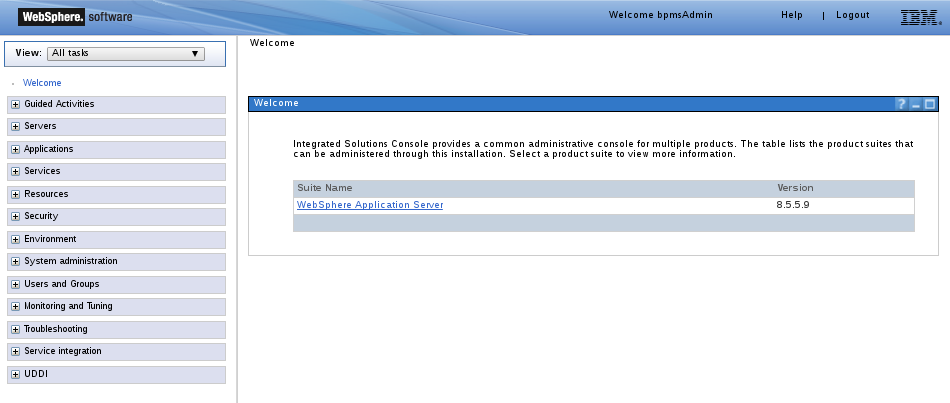 WebSphere. software
Welcome bpmsAdmin Help | Logout IBM.
View: All tasks
Welcome
Guided Activities
Servers
Applications
Services
Resources
Security
Environment
System administration
Users and Groups
Monitoring and Tuning
Troubleshooting
Service integration
UDDI
Welcome
Welcome
Integrated Solutions Console provides a common administrative console for multiple products. The table lists the product suites that
can be administered through this installation. Select a product suite to view more information.
Suite Name Version
WebSphere Application Server 8.5.5.9